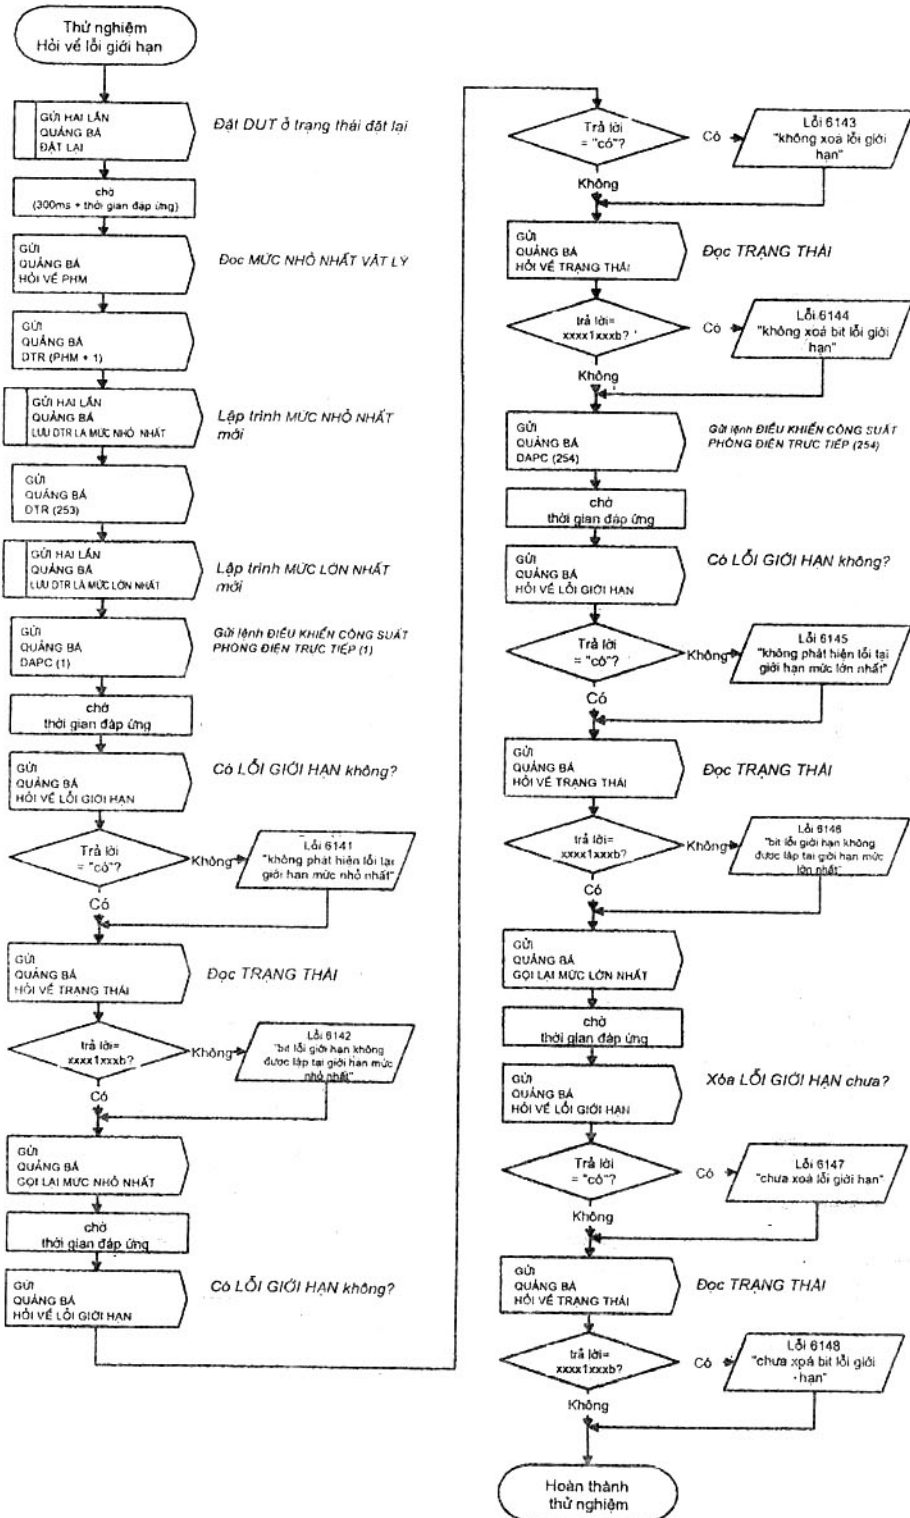 Thử nghiệm
Hỏi về lỗi giới hạn
GỬI HAI LẦN
QUẢNG BÁ
ĐẶT LẠI
Đặt DUT ở trạng thái đặt lại
chờ
(300ms + thời gian đáp ứng)
GỬI
QUẢNG BÁ
HỎI VỀ PHM
Đọc MỨC NHỎ NHẤT VẬT LÝ
GỬI
QUẢNG BÁ
DTR (PHM + 1)
GỬI HAI LẦN
QUẢNG BÁ
LƯU DTR LÀ MỨC NHỎ NHẤT
Lập trình MỨC NHỎ NHẤT
mới
GỬI
QUẢNG BÁ
DTR (253)
GỬI HAI LẦN
QUẢNG BÁ
LƯU DTR LÀ MỨC LỚN NHẤT
Lập trình MỨC LỚN NHẤT
mới
GỬI
QUẢNG BÁ
DAPC (1)
Gửi lệnh ĐIỀU KHIỂN CÔNG SUẤT
PHÓNG ĐIỆN TRỰC TIẾP (1)
chờ
thời gian đáp ứng
GỬI
QUẢNG BÁ
HỎI VỀ LỖI GIỚI HẠN
Có LỖI GIỚI HẠN không?
Trả lời
= "có"?
Không
Lỗi 6141
"không phát hiện lỗi tại
giới hạn mức nhỏ nhất"
Có
GỬI
QUẢNG BÁ
HỎI VỀ TRẠNG THÁI
Đọc TRẠNG THÁI
trả lời=
xxxx1xxxb?
Không
Lỗi 6142
"bit lỗi giới hạn không
được lập tại giới hạn mức
nhỏ nhất"
Có
GỬI
QUẢNG BÁ
GỌI LẠI MỨC NHỎ NHẤT
chờ
thời gian đáp ứng
GỬI
QUẢNG BÁ
HỎI VỀ LỖI GIỚI HẠN
Có LỖI GIỚI HẠN không?
Trả lời
= "có"?
Có
Lỗi 6143
"không xoá lỗi giới
hạn"
Không
GỬI
QUẢNG BÁ
HỎI VỀ TRẠNG THÁI
Đọc TRẠNG THÁI
trả lời=
xxxx1xxxb?
Có
Lỗi 6144
"không xoá bit lỗi giới
hạn"
Không
GỬI
QUẢNG BÁ
DAPC (254)
Gửi lệnh ĐIỀU KHIỂN CÔNG SUẤT
PHÓNG ĐIỆN TRỰC TIẾP (254)
chờ
thời gian đáp ứng
GỬI
QUẢNG BÁ
HỎI VỀ LỖI GIỚI HẠN
Có LỖI GIỚI HẠN không?
Trả lời
= "có"?
Không
Lỗi 6145
"không phát hiện lỗi tại
giới hạn mức lớn nhất"
Có
GỬI
QUẢNG BÁ
HỎI VỀ TRẠNG THÁI
Đọc TRẠNG THÁI
trả lời=
xxxx1xxxb?
Không
Lỗi 6146
"bit lỗi giới hạn không
được lập tại giới hạn mức
lớn nhất"
Có
GỬI
QUẢNG BÁ
GỌI LẠI MỨC LỚN NHẤT
chờ
thời gian đáp ứng
GỬI
QUẢNG BÁ
HỎI VỀ LỖI GIỚI HẠN
Xóa LỖI GIỚI HẠN chưa?
Trả lời
= "có"?
Có
Lỗi 6147
"chưa xoá lỗi giới hạn"
Không
GỬI
QUẢNG BÁ
HỎI VỀ TRẠNG THÁI
Đọc TRẠNG THÁI
trả lời=
xxxx1xxxb?
Có
Lỗi 6148
"chưa xoá bit lỗi giới
hạn"
Không
Hoàn thành
thử nghiệm